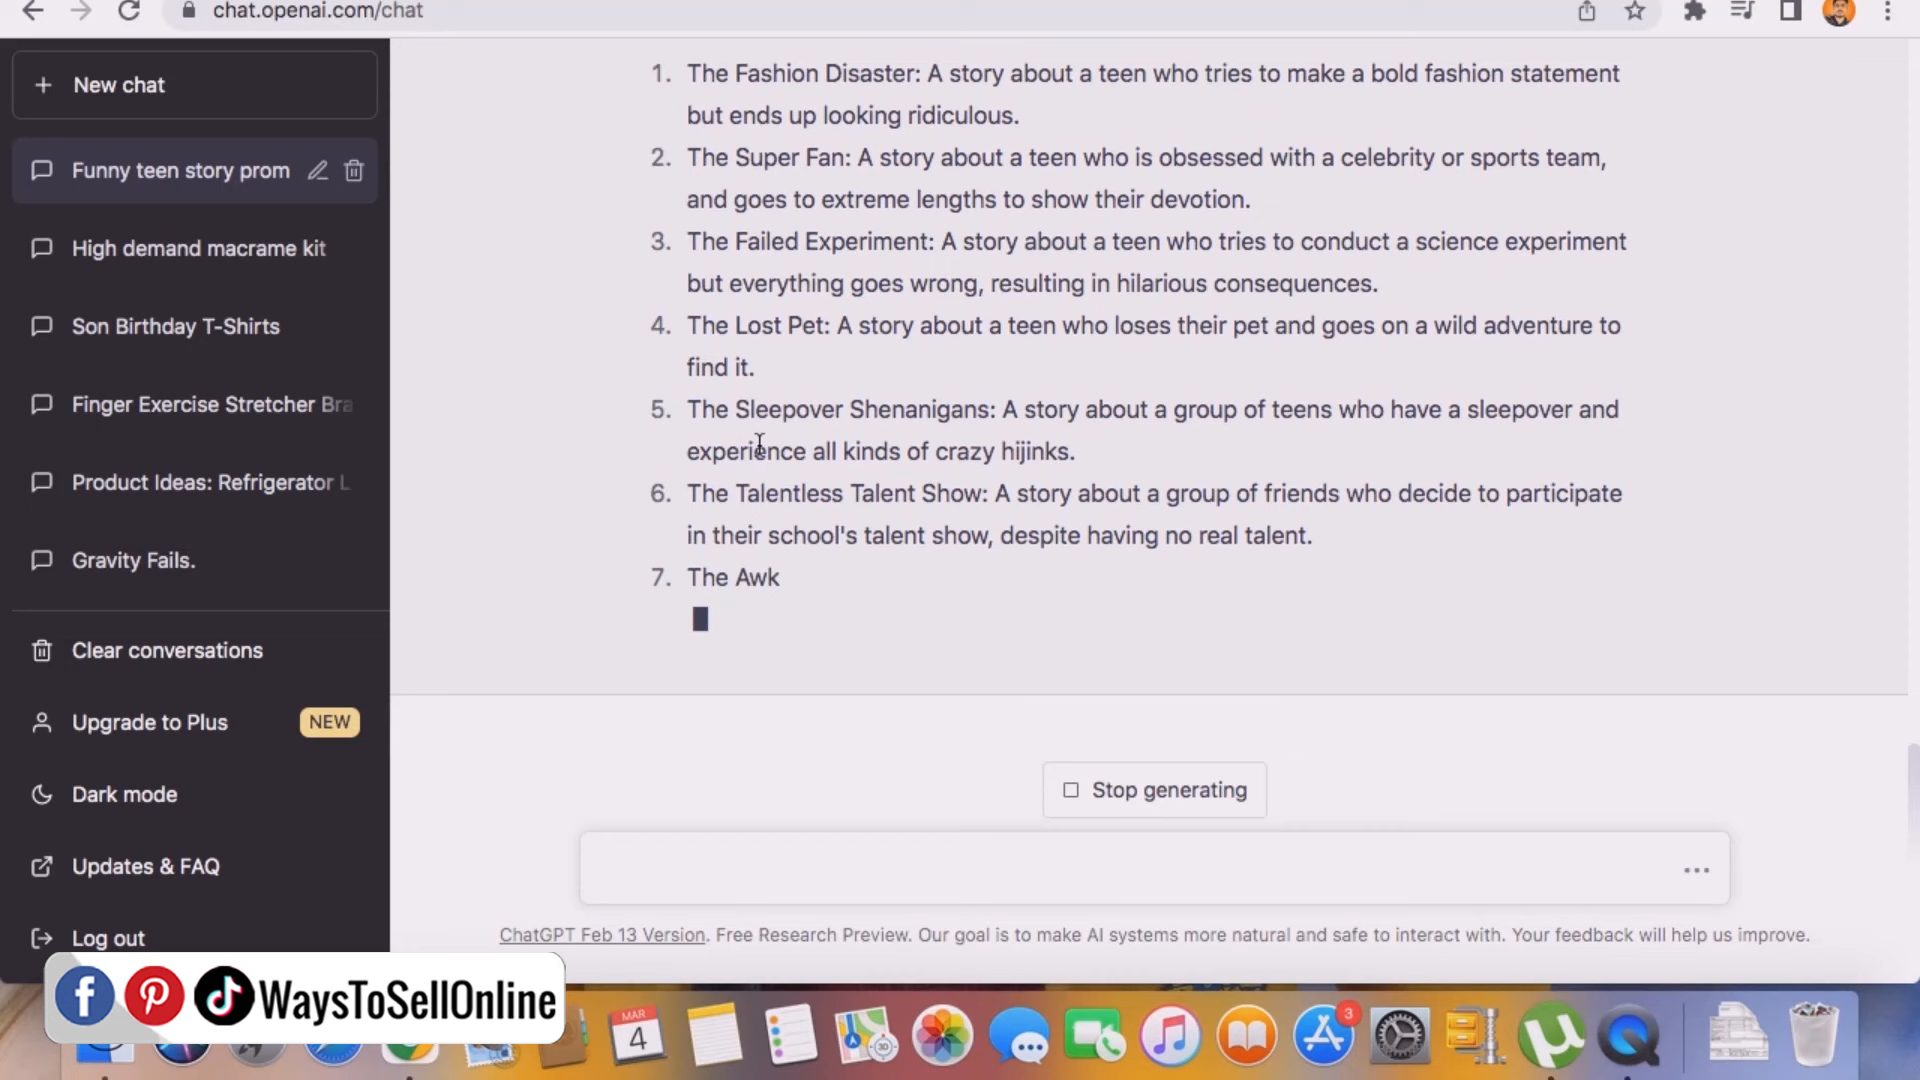 chat.openai.com/chat
New chat
Funny teen story prom
High demand macrame kit
Son Birthday T-Shirts
Finger Exercise Stretcher Bra
Product Ideas: Refrigerator L
Gravity Fails.
Clear conversations
Upgrade to Plus NEW
Dark mode
Updates & FAQ
Log out
1. The Fashion Disaster: A story about a teen who tries to make a bold fashion statement
but ends up looking ridiculous.
2. The Super Fan: A story about a teen who is obsessed with a celebrity or sports team,
and goes to extreme lengths to show their devotion.
3. The Failed Experiment: A story about a teen who tries to conduct a science experiment
but everything goes wrong, resulting in hilarious consequences.
4. The Lost Pet: A story about a teen who loses their pet and goes on a wild adventure to
find it.
5. The Sleepover Shenanigans: A story about a group of teens who have a sleepover and
experience all kinds of crazy hijinks.
6. The Talentless Talent Show: A story about a group of friends who decide to participate
in their school's talent show, despite having no real talent.
7. The Awk
Stop generating
ChatGPT Feb 13 Version. Free Research Preview. Our goal is to make AI systems more natural and safe to interact with. Your feedback will help us improve.
WaysToSellOnline
MAR
4
3